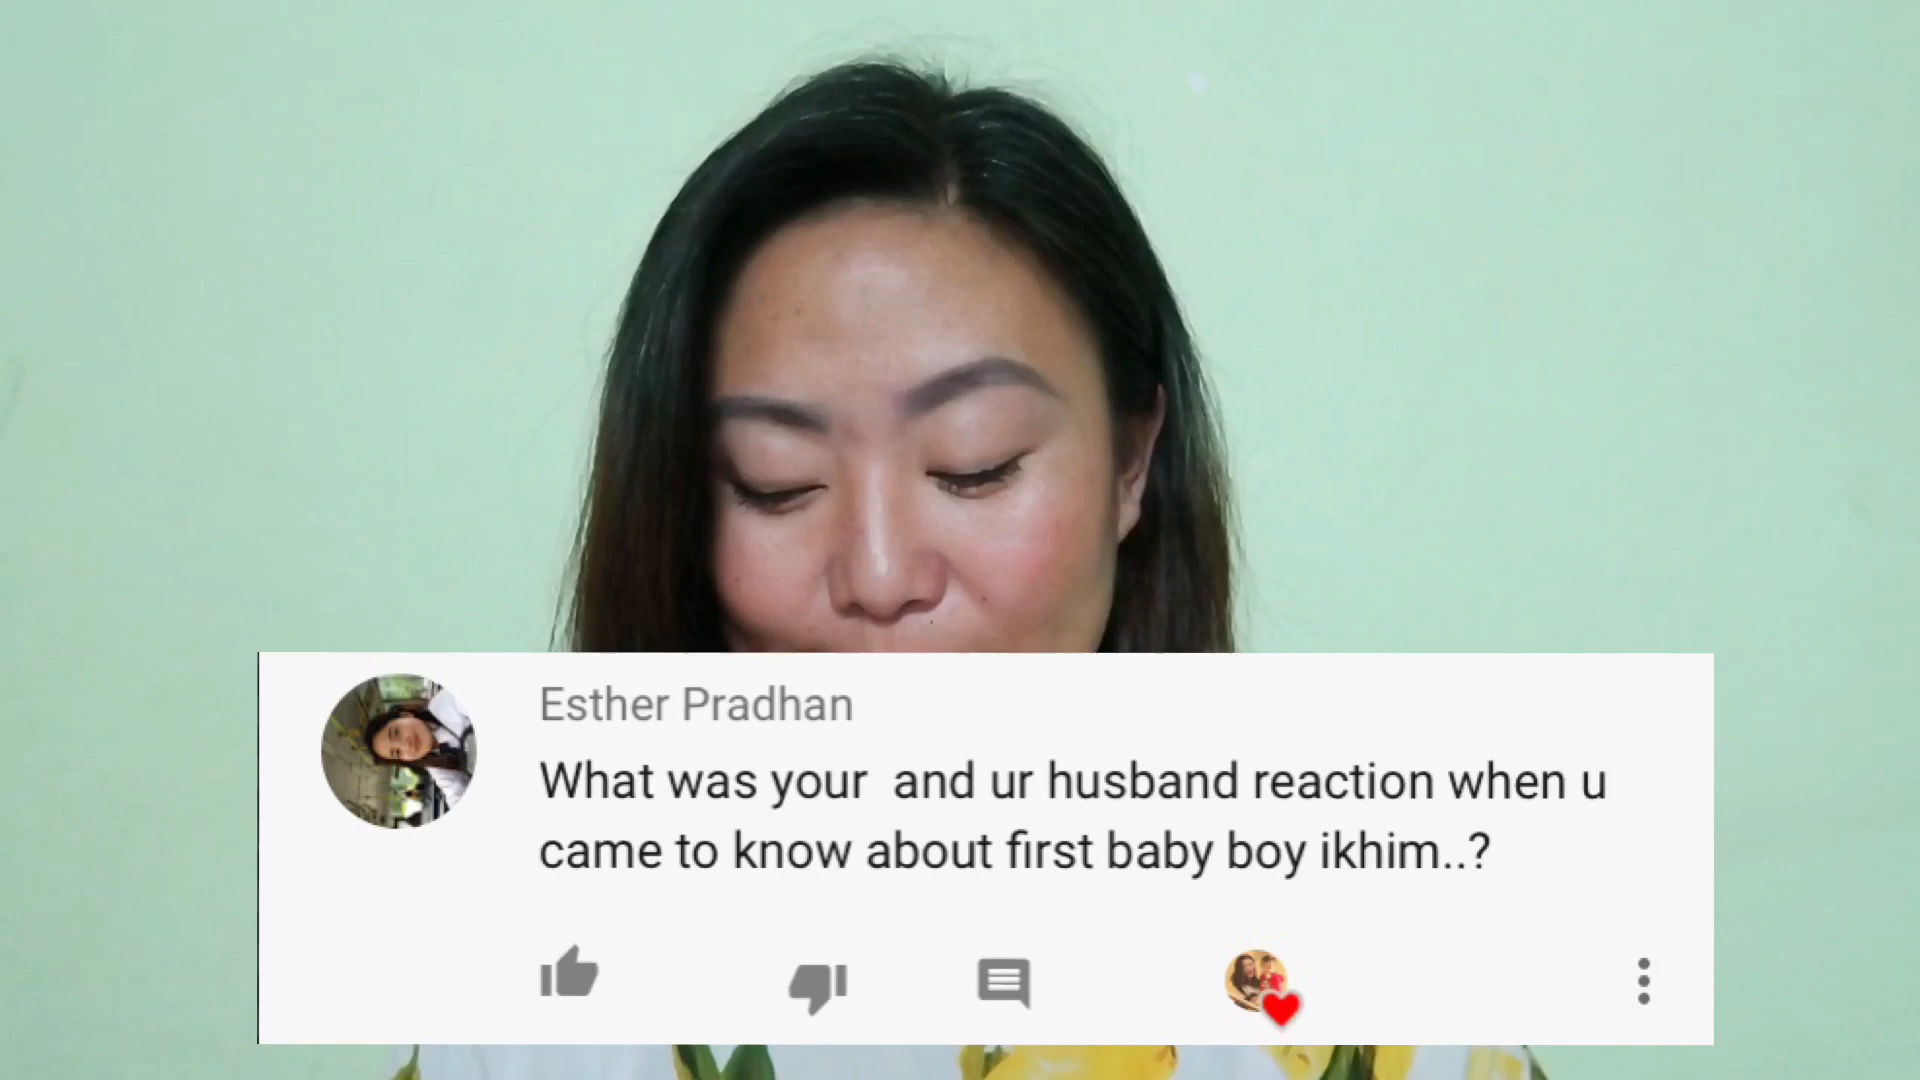 Esther Pradhan
What was your and ur husband reaction when u
came to know about first baby boy ikhim..?